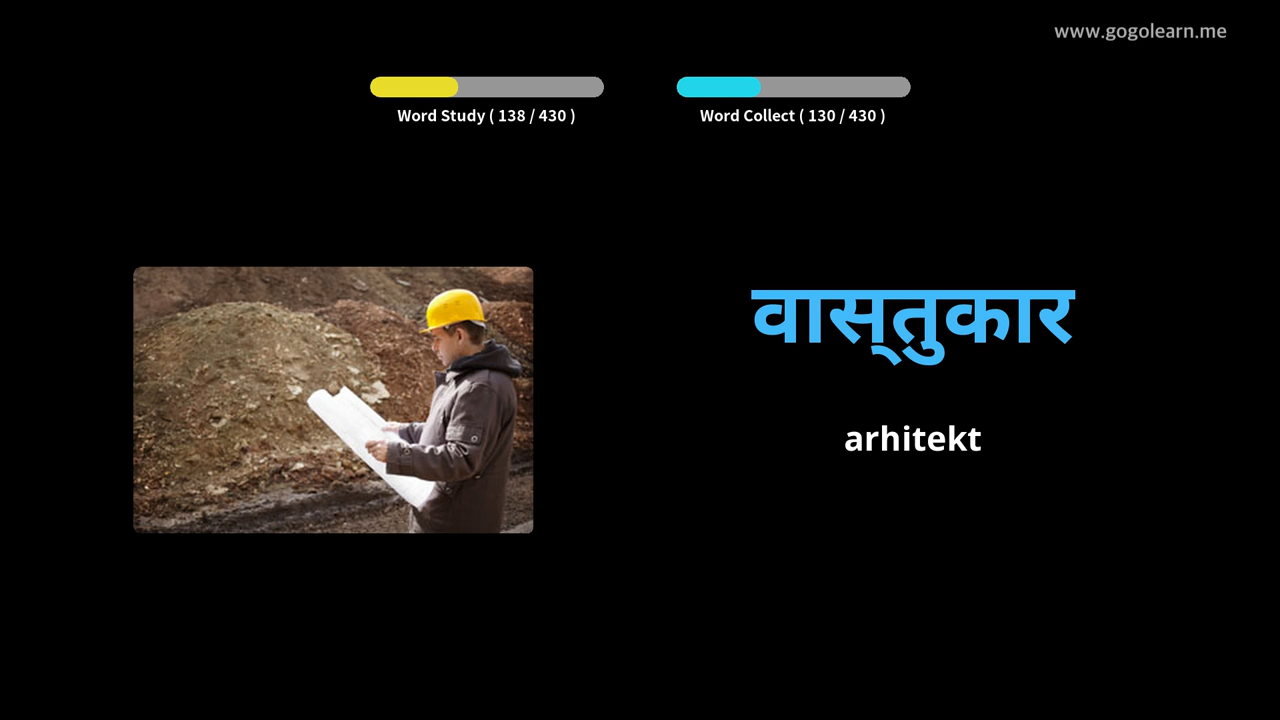 www.gogolearn.me
Word Study ( 138 / 430 )
Word Collect ( 130 / 430 )
वास्तुकार
arhitekt